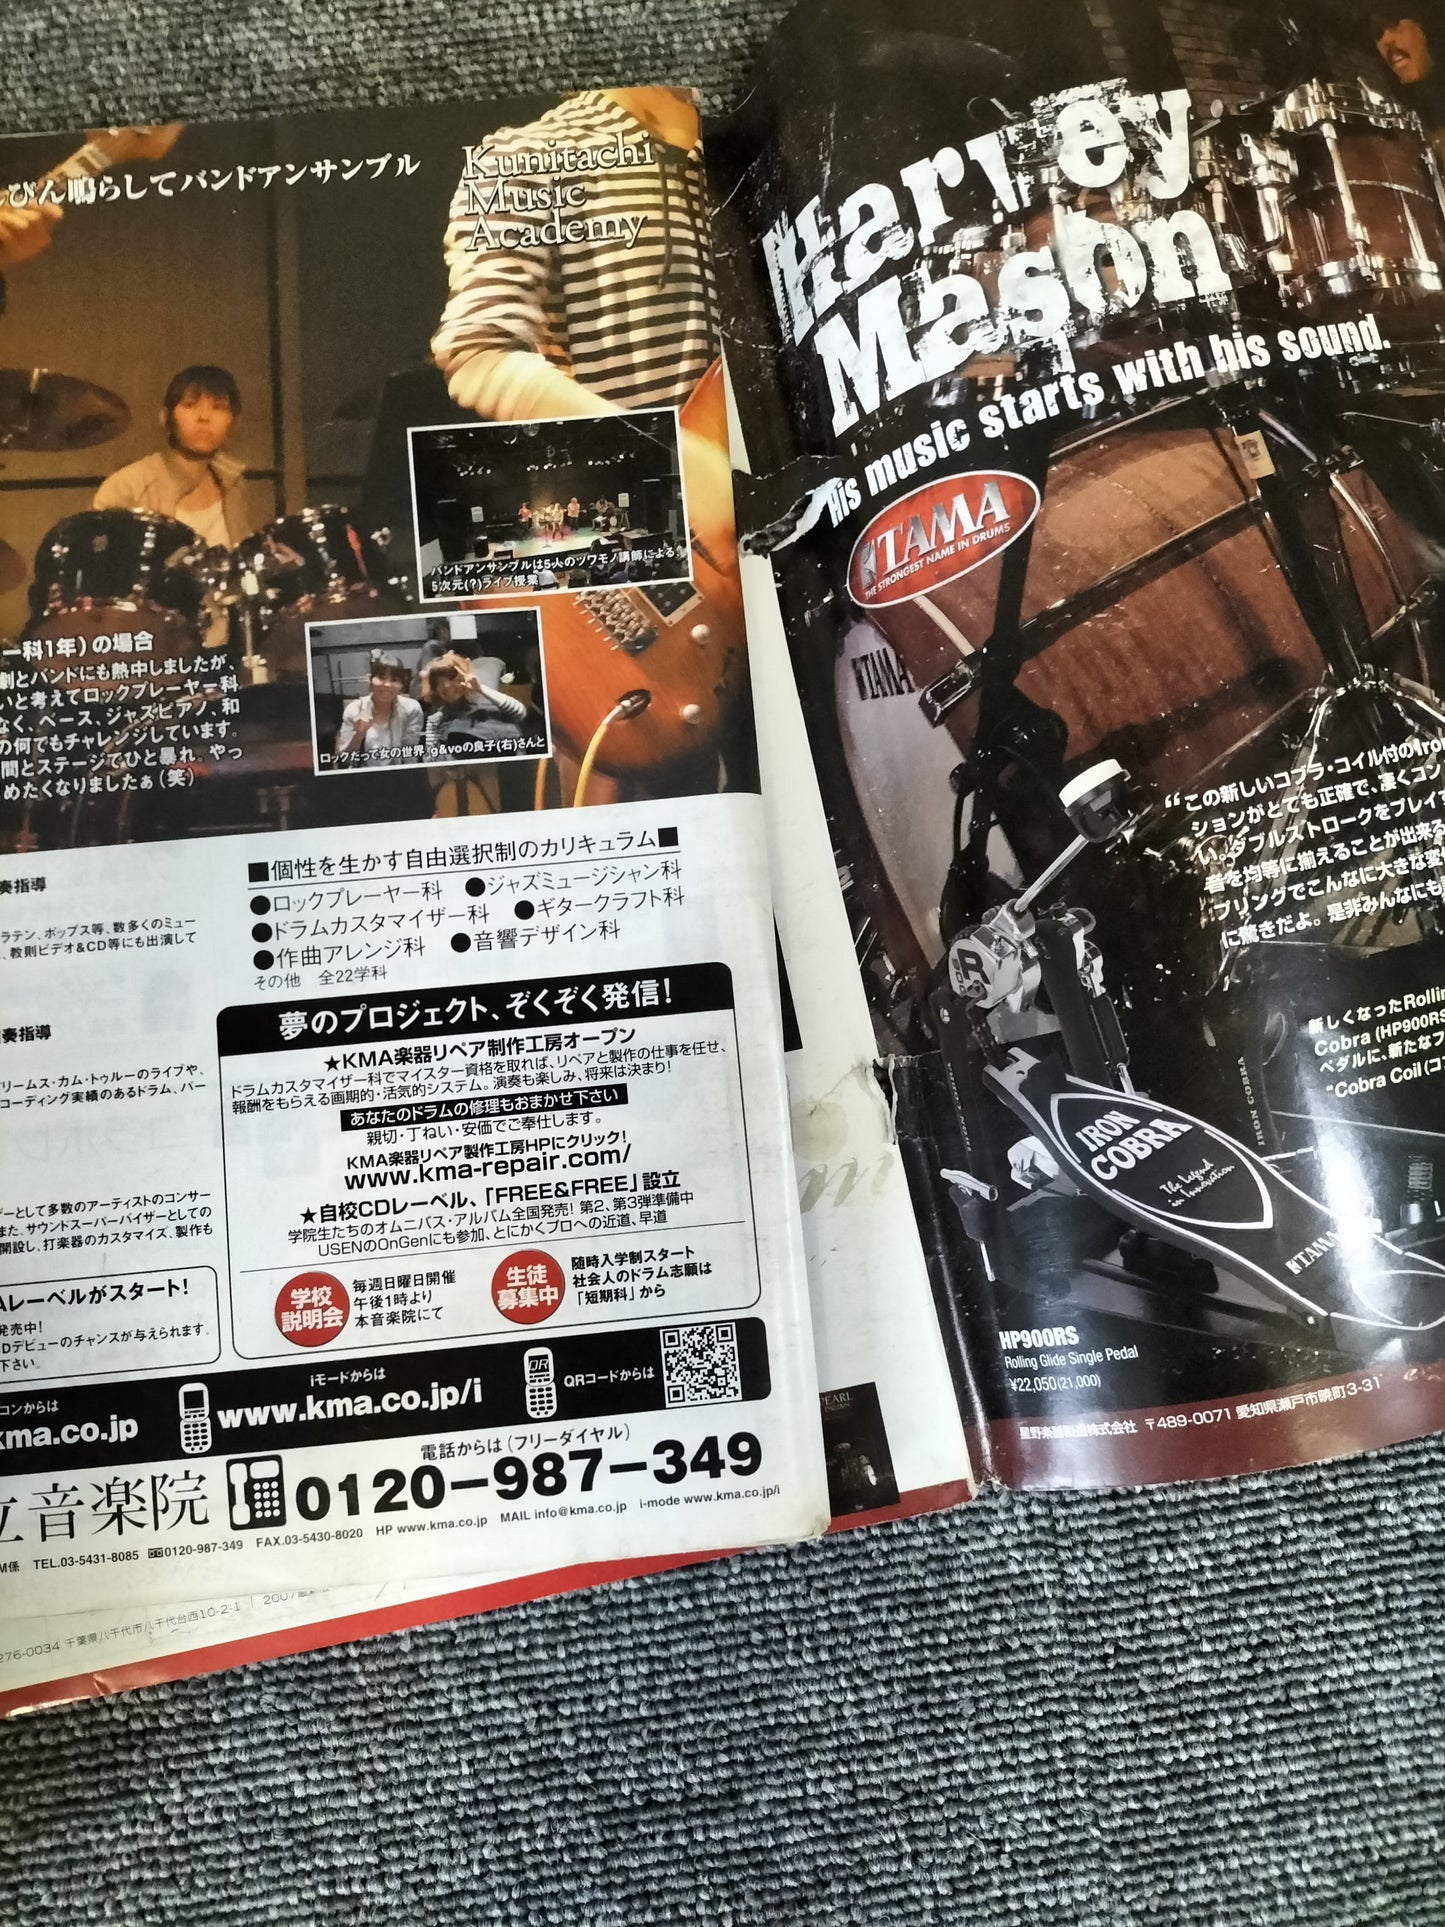 びん鳴らしてバンドアンサンブル
Kunitachi
Music
Academy
バンドアンサンブルは5人のツワモノ講師による、
5次元(?)ライブ授業
ー科1年)の場合
劇とバンドにも熱中しましたが、
いと考えてロックプレーヤー科
なく、ベース、ジャズピアノ、和
の何でもチャレンジしています。
間とステージでひと暴れ。やっ
めたくなりましたぁ(笑)
ロックだって女の世界 g&voの良子(右)さんと
奏指導
ラテン、ポップス等、数多くのミュー
、教則ビデオ&CD等にも出演して
奏指導
リームス・カム・トゥルーのライブや、
コーディング実績のあるドラム、パー
デーとして多数のアーティストのコンサー
また、サウンドスーパーバイザーとしての
開設し、打楽器のカスタマイズ、製作も
Aレーベルがスタート!
発売中!
Dデビューのチャンスが与えられます。
下さい。
■個性を生かす自由選択制のカリキュラム■
●ロックプレーヤー科 ●ジャズミュージシャン科
●ドラムカスタマイザー科 ●ギタークラフト科
●作曲アレンジ科 ●音響デザイン科
その他 全22学科
夢のプロジェクト、ぞくぞく発信!
★KMA楽器リペア制作工房オープン
ドラムカスタマイザー科でマイスター資格を取れば、リペアと製作の仕事を任せ、
報酬をもらえる画期的・活気的システム。演奏も楽しみ、将来は決まり!
あなたのドラムの修理もおまかせ下さい
親切・丁ねい・安価でご奉仕します。
KMA楽器リペア製作工房HPにクリック!
www.kma-repair.com/
★自校CDレーベル、「FREE&FREE」設立
学院生たちのオムニバス・アルバム全国発売! 第2、第3弾準備中
USENのOnGenにも参加、とにかくプロへの近道、早道
学校
説明会
毎週日曜日開催
午後1時より
本音楽院にて
生徒
募集中
随時入学制スタート
社会人のドラム志願は
「短期科」から
コンからは
kma.co.jp
iモードからは
www.kma.co.jp/i
QR
QRコードからは
電話からは(フリーダイヤル)
立音楽院
0120-987-349
M係 TEL.03-5431-8085 0120-987-349 FAX.03-5430-8020 HP www.kma.co.jp MAIL info@kma.co.jp i-mode www.kma.co.jp/i
276-0034 千葉県八千代市八千代台西10-2-1
PEARL
DRUMS
Harvey
Mason
His music starts with his sound.
TAMA
THE STRONGEST NAME IN DRUMS
TAMA
“この新しいコブラ・コイル付のIron
ションがとても正確で、凄くコン
い。ダブルストロークをプレイす
音を均等に揃えることが出来る
プリングでこんなに大きな変
に驚きだよ。是非みんなにも
新しくなったRollin
Cobra (HP900RS
ペダルに、新たなフ
“Cobra Coil(コ
IRON COBRA
900
IRON
COBRA
The Legend
in Innovation
TAMA
HP900RS
Rolling Glide Single Pedal
¥22,050(21,000)
星野楽器製造株式会社 〒489-0071 愛知県瀬戸市暁町3-31